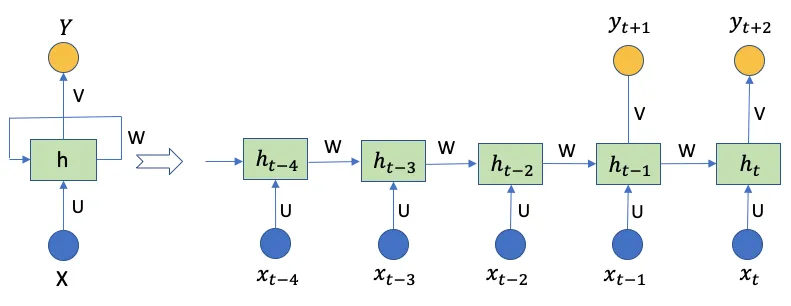 Y
V
W
h
U
X
y_{t+1}
y_{t+2}
V
V
W
W
W
W
h_{t-4}
h_{t-3}
h_{t-2}
h_{t-1}
h_t
U
U
U
U
U
x_{t-4}
x_{t-3}
x_{t-2}
x_{t-1}
x_t